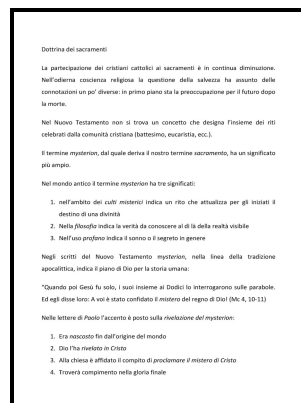 Dottrina dei sacramenti
La partecipazione dei cristiani cattolici ai sacramenti è in continua diminuzione.
Nell'odierna coscienza religiosa la questione della salvezza ha assunto delle
connotazioni un po' diverse: in primo piano sta la preoccupazione per il futuro dopo
la morte.
Nel Nuovo Testamento non si trova un concetto che designa l'insieme dei riti
celebrati dalla comunità cristiana (battesimo, eucaristia, ecc.).
Il termine mysterion, dal quale deriva il nostro termine sacramento, ha un significato
più ampio.
Nel mondo antico il termine mysterion ha tre significati:
1. nell'ambito dei culti misterici indica un rito che attualizza per gli iniziati il
destino di una divinità
2. Nella filosofia indica la verità da conoscere al di là della realtà visibile
3. Nell'uso profano indica il sonno o il segreto in genere
Negli scritti del Nuovo Testamento mysterion, nella linea della tradizione
apocalittica, indica il piano di Dio per la storia umana:
"Quando poi Gesù fu solo, i suoi insieme ai Dodici lo interrogarono sulle parabole.
Ed egli disse loro: A voi è stato confidato il mistero del regno di Dio! (Mc 4, 10-11)
Nelle lettere di Paolo l'accento è posto sulla rivelazione del mysterion:
1. Era nascosto fin dall'origine del mondo
2. Dio l'ha rivelato in Cristo
3. Alla chiesa è affidato il compito di proclamare il mistero di Cristo
4. Troverà compimento nella gloria finale